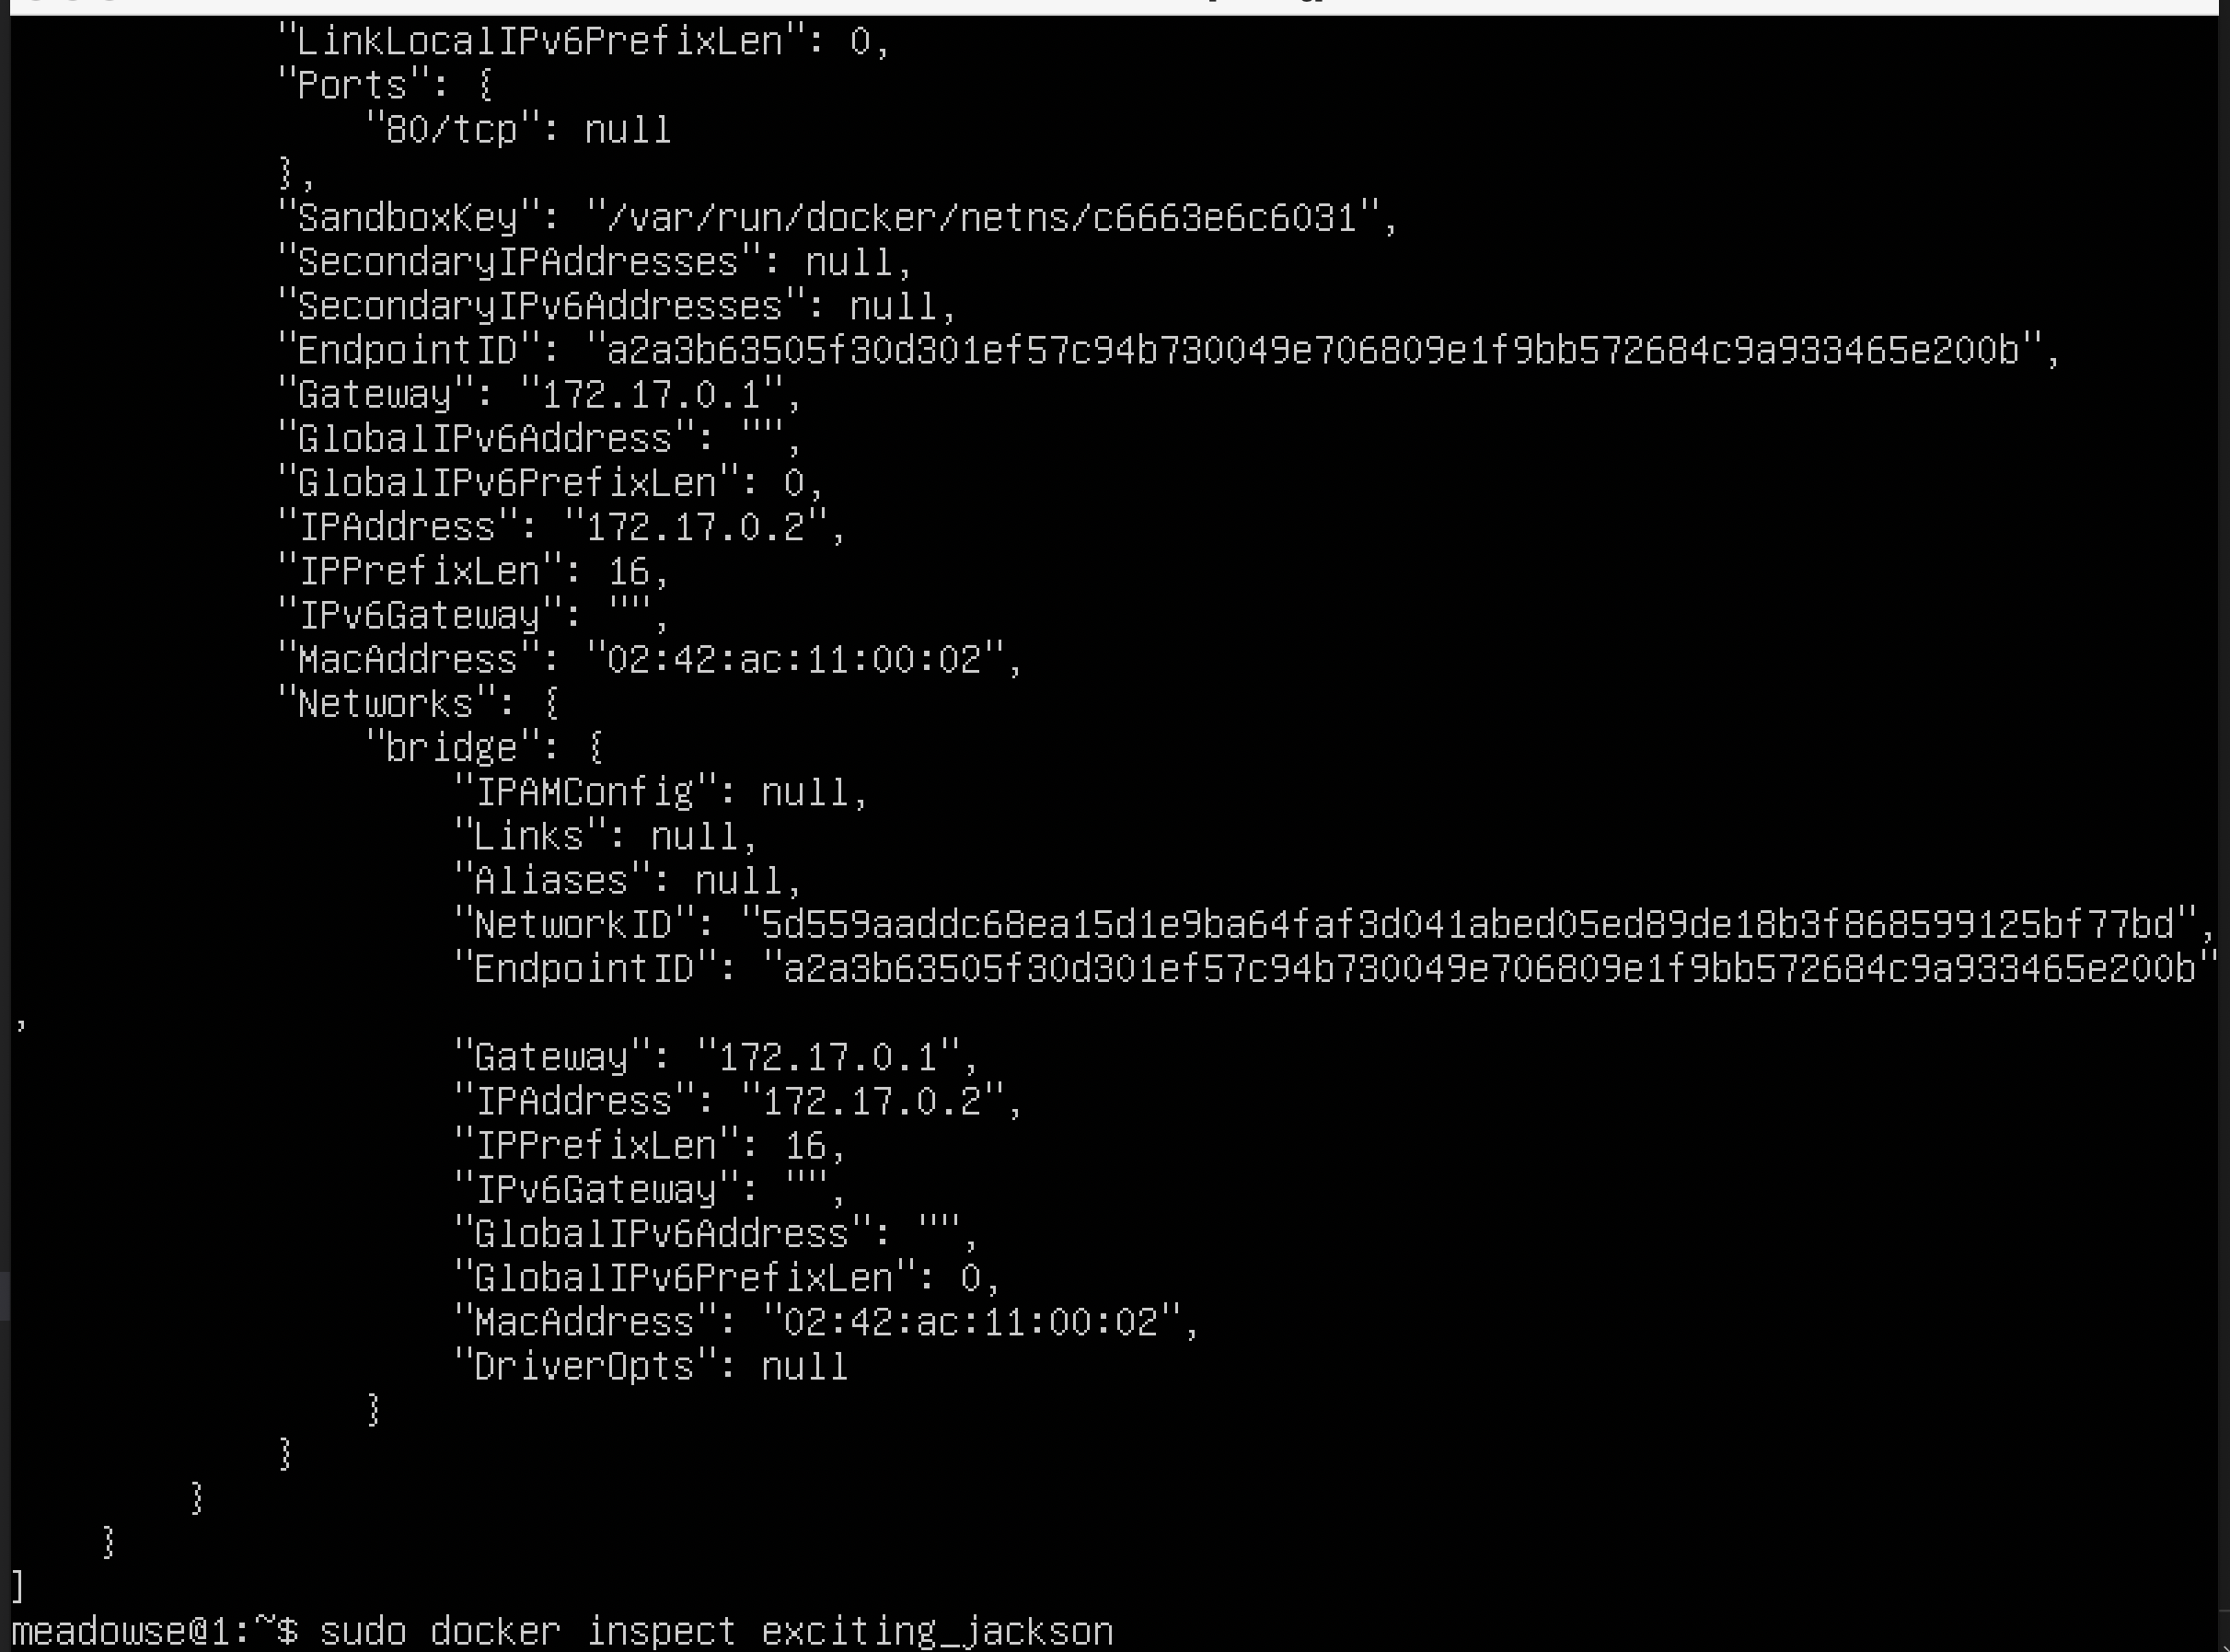 "LinkLocalIPv6PrefixLen": 0,
"Ports": {
"80/tcp": null
},
"SandboxKey": "/var/run/docker/netns/c6663e6c6031",
"SecondaryIPAddresses": null,
"SecondaryIPv6Addresses": null,
"EndpointID": "a2a3b63505f30d301ef57c94b730049e706809e1f9bb572684c9a933465e200b",
"Gateway": "172.17.0.1",
"GlobalIPv6Address": "",
"GlobalIPv6PrefixLen": 0,
"IPAddress": "172.17.0.2",
"IPPrefixLen": 16,
"IPv6Gateway": "",
"MacAddress": "02:42:ac:11:00:02",
"Networks": {
"bridge": {
"IPAMConfig": null,
"Links": null,
"Aliases": null,
"NetworkID": "5d559aaddc68ea15d1e9ba64faf3d041abed05ed89de18b3f868599125bf77bd",
"EndpointID": "a2a3b63505f30d301ef57c94b730049e706809e1f9bb572684c9a933465e200b"
,
"Gateway": "172.17.0.1",
"IPAddress": "172.17.0.2",
"IPPrefixLen": 16,
"IPv6Gateway": "",
"GlobalIPv6Address": "",
"GlobalIPv6PrefixLen": 0,
"MacAddress": "02:42:ac:11:00:02",
"DriverOpts": null
}
}
}
}
]
meadowse@1:~$ sudo docker inspect exciting_jackson